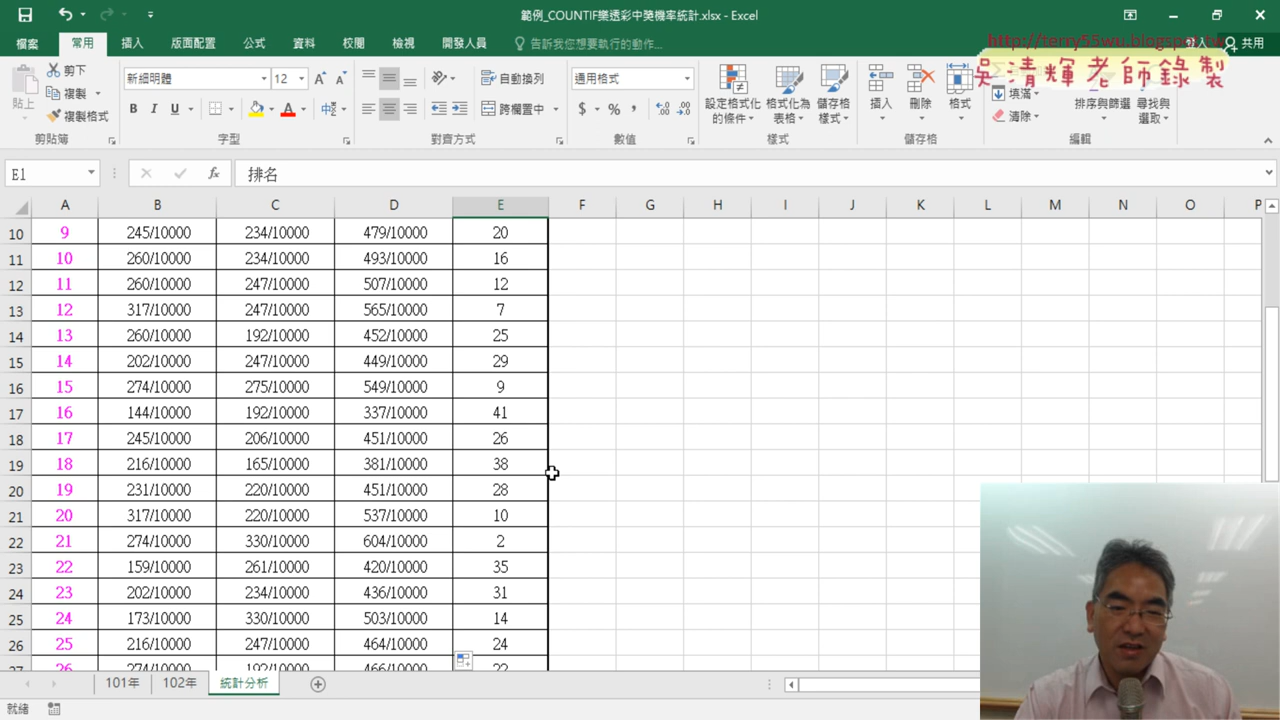 範例_COUNTIF樂透彩中獎機率統計.xlsx - Excel
檔案 常用 插入 版面配置 公式 資料 校閱 檢視 開發人員 告訴我您想要執行的動作... 共用
http://terry55wu.blogspot.tw
吳清輝老師錄製
貼上 剪下 複製 複製格式 剪貼簿
新細明體 12 B I U 中 字型
自動換列 跨欄置中 對齊方式
通用格式 $ % , 數值
設定格式化的條件 格式化為表格 儲存格樣式 樣式
插入 刪除 格式 儲存格
填滿 清除 排序與篩選 尋找與選取 編輯
E1 fx 排名
A B C D E F G H I J K L M N O P
10 9 245/10000 234/10000 479/10000 20
11 10 260/10000 234/10000 493/10000 16
12 11 260/10000 247/10000 507/10000 12
13 12 317/10000 247/10000 565/10000 7
14 13 260/10000 192/10000 452/10000 25
15 14 202/10000 247/10000 449/10000 29
16 15 274/10000 275/10000 549/10000 9
17 16 144/10000 192/10000 337/10000 41
18 17 245/10000 206/10000 451/10000 26
19 18 216/10000 165/10000 381/10000 38
20 19 231/10000 220/10000 451/10000 28
21 20 317/10000 220/10000 537/10000 10
22 21 274/10000 330/10000 604/10000 2
23 22 159/10000 261/10000 420/10000 35
24 23 202/10000 234/10000 436/10000 31
25 24 173/10000 330/10000 503/10000 14
26 25 216/10000 247/10000 464/10000 24
27 26 274/10000 192/10000 466/10000 22
101年 102年 統計分析
就緒